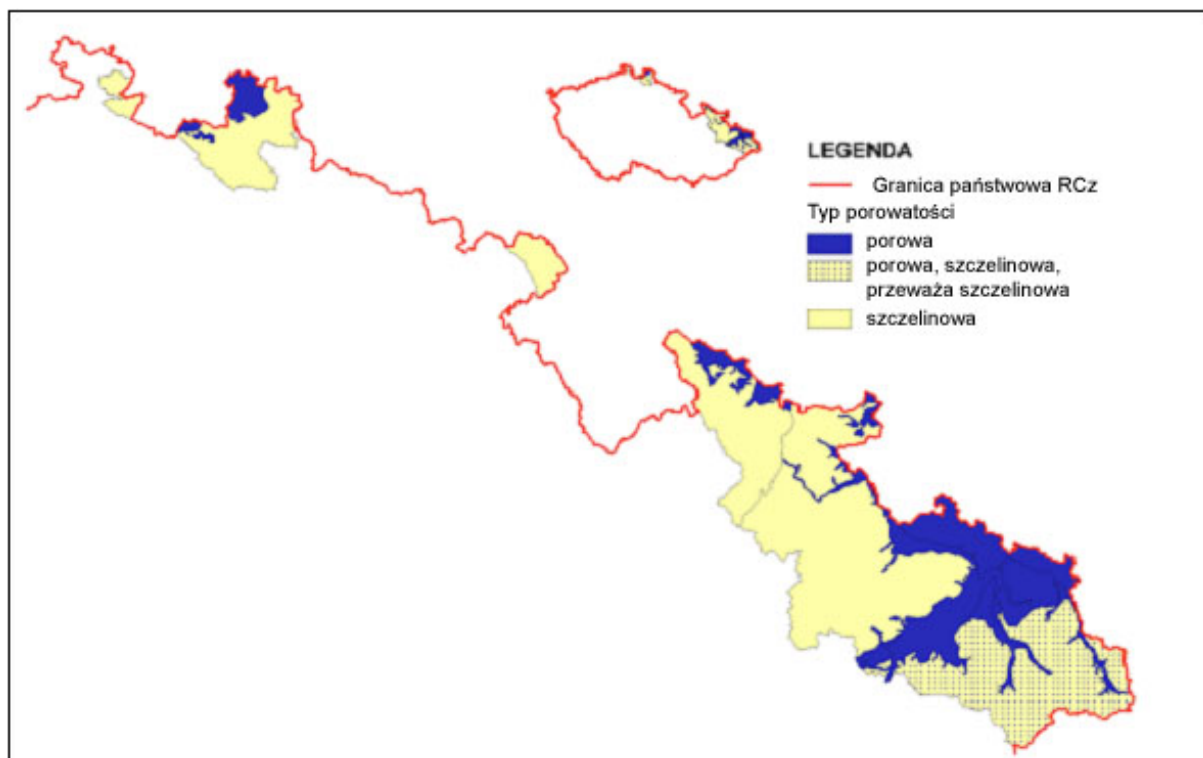 LEGENDA
Granica państwowa RCz
Typ porowatości
porowa
porowa, szczelinowa,
przeważa szczelinowa
szczelinowa